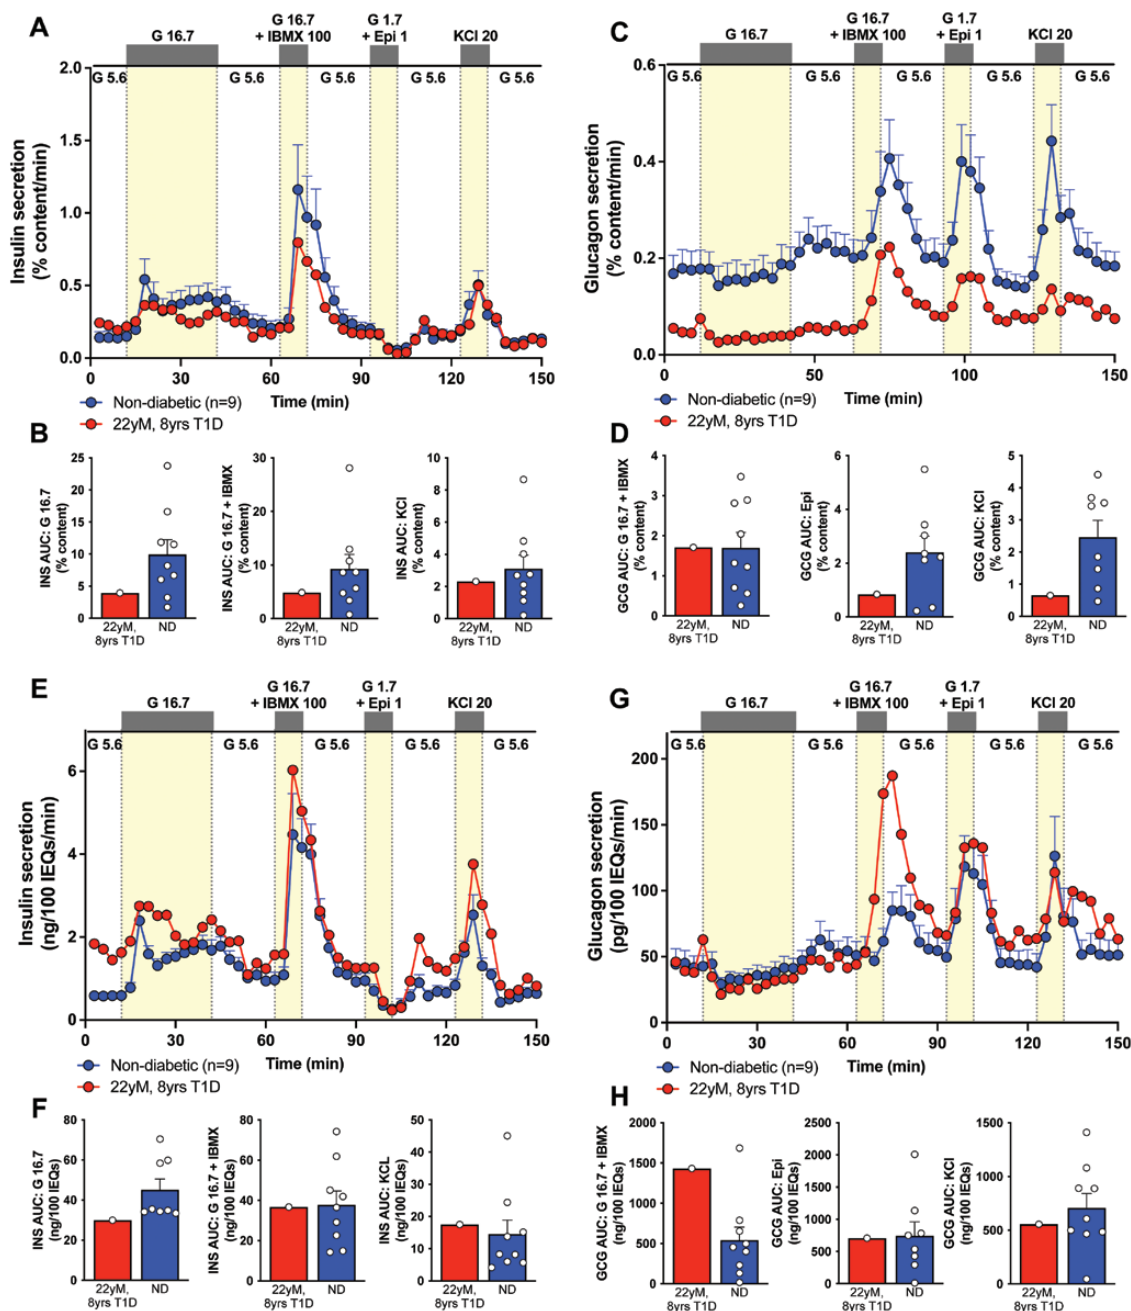 A
G 16.7
G 16.7
+ IBMX 100
G 1.7
+ Epi 1
KCl 20
G 5.6
G 5.6
G 5.6
G 5.6
G 5.6
2.0
1.5
1.0
0.5
0.0
Insulin secretion
(% content/min)
0
30
60
90
120
150
Time (min)
Non-diabetic (n=9)
22yM, 8yrs T1D
C
G 16.7
G 16.7
+ IBMX 100
G 1.7
+ Epi 1
KCl 20
G 5.6
G 5.6
G 5.6
G 5.6
G 5.6
0.6
0.4
0.2
0.0
Glucagon secretion
(% content/min)
0
50
100
150
Time (min)
Non-diabetic (n=9)
22yM, 8yrs T1D
B
INS AUC: G 16.7
(% content)
25
20
15
10
5
0
22yM,
8yrs T1D
ND
INS AUC: G 16.7 + IBMX
(% content)
30
20
10
0
22yM,
8yrs T1D
ND
INS AUC: KCl
(% content)
10
8
6
4
2
0
22yM,
8yrs T1D
ND
D
GCG AUC: G 16.7 + IBMX
(% content)
4
3
2
1
0
22yM,
8yrs T1D
ND
GCG AUC: Epi
(% content)
6
4
2
0
22yM,
8yrs T1D
ND
GCG AUC: KCl
(% content)
5
4
3
2
1
0
22yM,
8yrs T1D
ND
E
G 16.7
G 16.7
+ IBMX 100
G 1.7
+ Epi 1
KCl 20
G 5.6
G 5.6
G 5.6
G 5.6
G 5.6
6
4
2
0
Insulin secretion
(ng/100 IEQs/min)
0
30
60
90
120
150
Time (min)
Non-diabetic (n=9)
22yM, 8yrs T1D
G
G 16.7
G 16.7
+ IBMX 100
G 1.7
+ Epi 1
KCl 20
G 5.6
G 5.6
G 5.6
G 5.6
G 5.6
200
150
100
50
0
Glucagon secretion
(pg/100 IEQs/min)
0
30
60
90
120
150
Time (min)
Non-diabetic (n=9)
22yM, 8yrs T1D
F
INS AUC: G 16.7
(ng/100 IEQs)
80
60
40
20
0
22yM,
8yrs T1D
ND
INS AUC: G 16.7 + IBMX
(ng/100 IEQs)
80
60
40
20
0
22yM,
8yrs T1D
ND
INS AUC: KCL
(ng/100 IEQs)
50
40
30
20
10
0
22yM,
8yrs T1D
ND
H
GCG AUC: G 16.7 + IBMX
(ng/100 IEQs)
2000
1500
1000
500
0
22yM,
8yrs T1D
ND
GCG AUC: Epi
(ng/100 IEQs)
2500
2000
1500
1000
500
0
22yM,
8yrs T1D
ND
GCG AUC: KCl
(ng/100 IEQs)
1500
1000
500
0
22yM,
8yrs T1D
ND